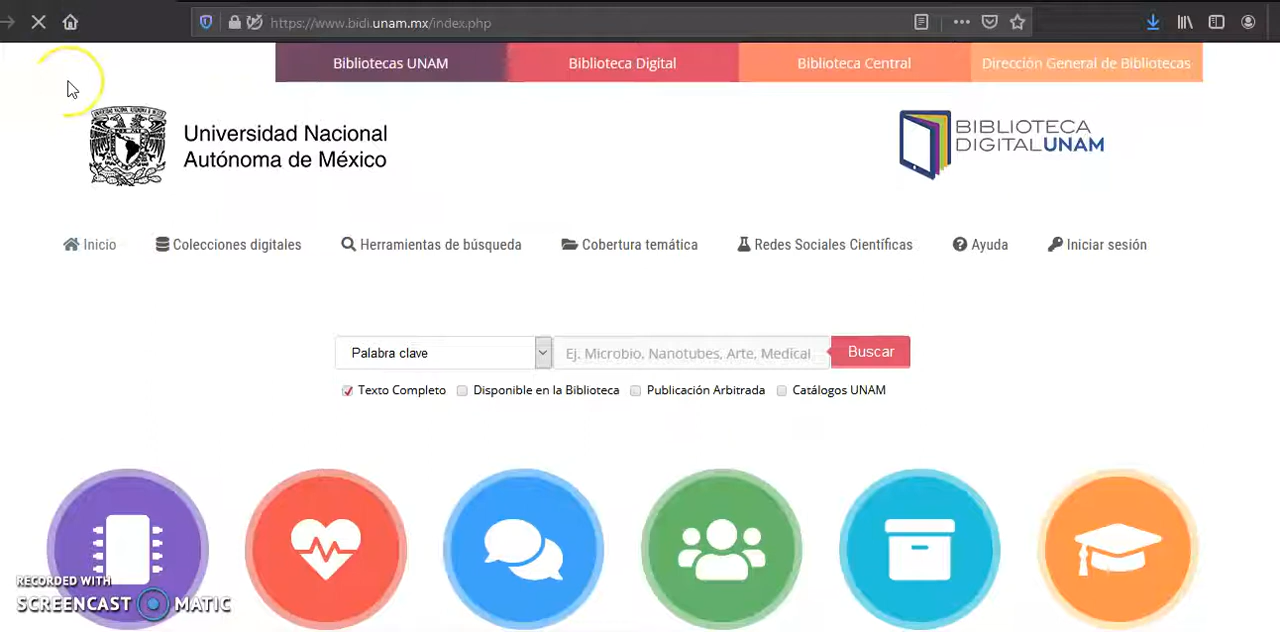 https://www.bidi.unam.mx/index.php
Bibliotecas UNAM
Biblioteca Digital
Biblioteca Central
Dirección General de Bibliotecas
Universidad Nacional
Autónoma de México
BIBLIOTECA
DIGITALUNAM
Inicio
Colecciones digitales
Herramientas de búsqueda
Cobertura temática
Redes Sociales Científicas
Ayuda
Iniciar sesión
Palabra clave
Ej. Microbio, Nanotubes, Arte, Medical
Buscar
Texto Completo
Disponible en la Biblioteca
Publicación Arbitrada
Catálogos UNAM
RECORDED WITH
SCREENCAST MATIC